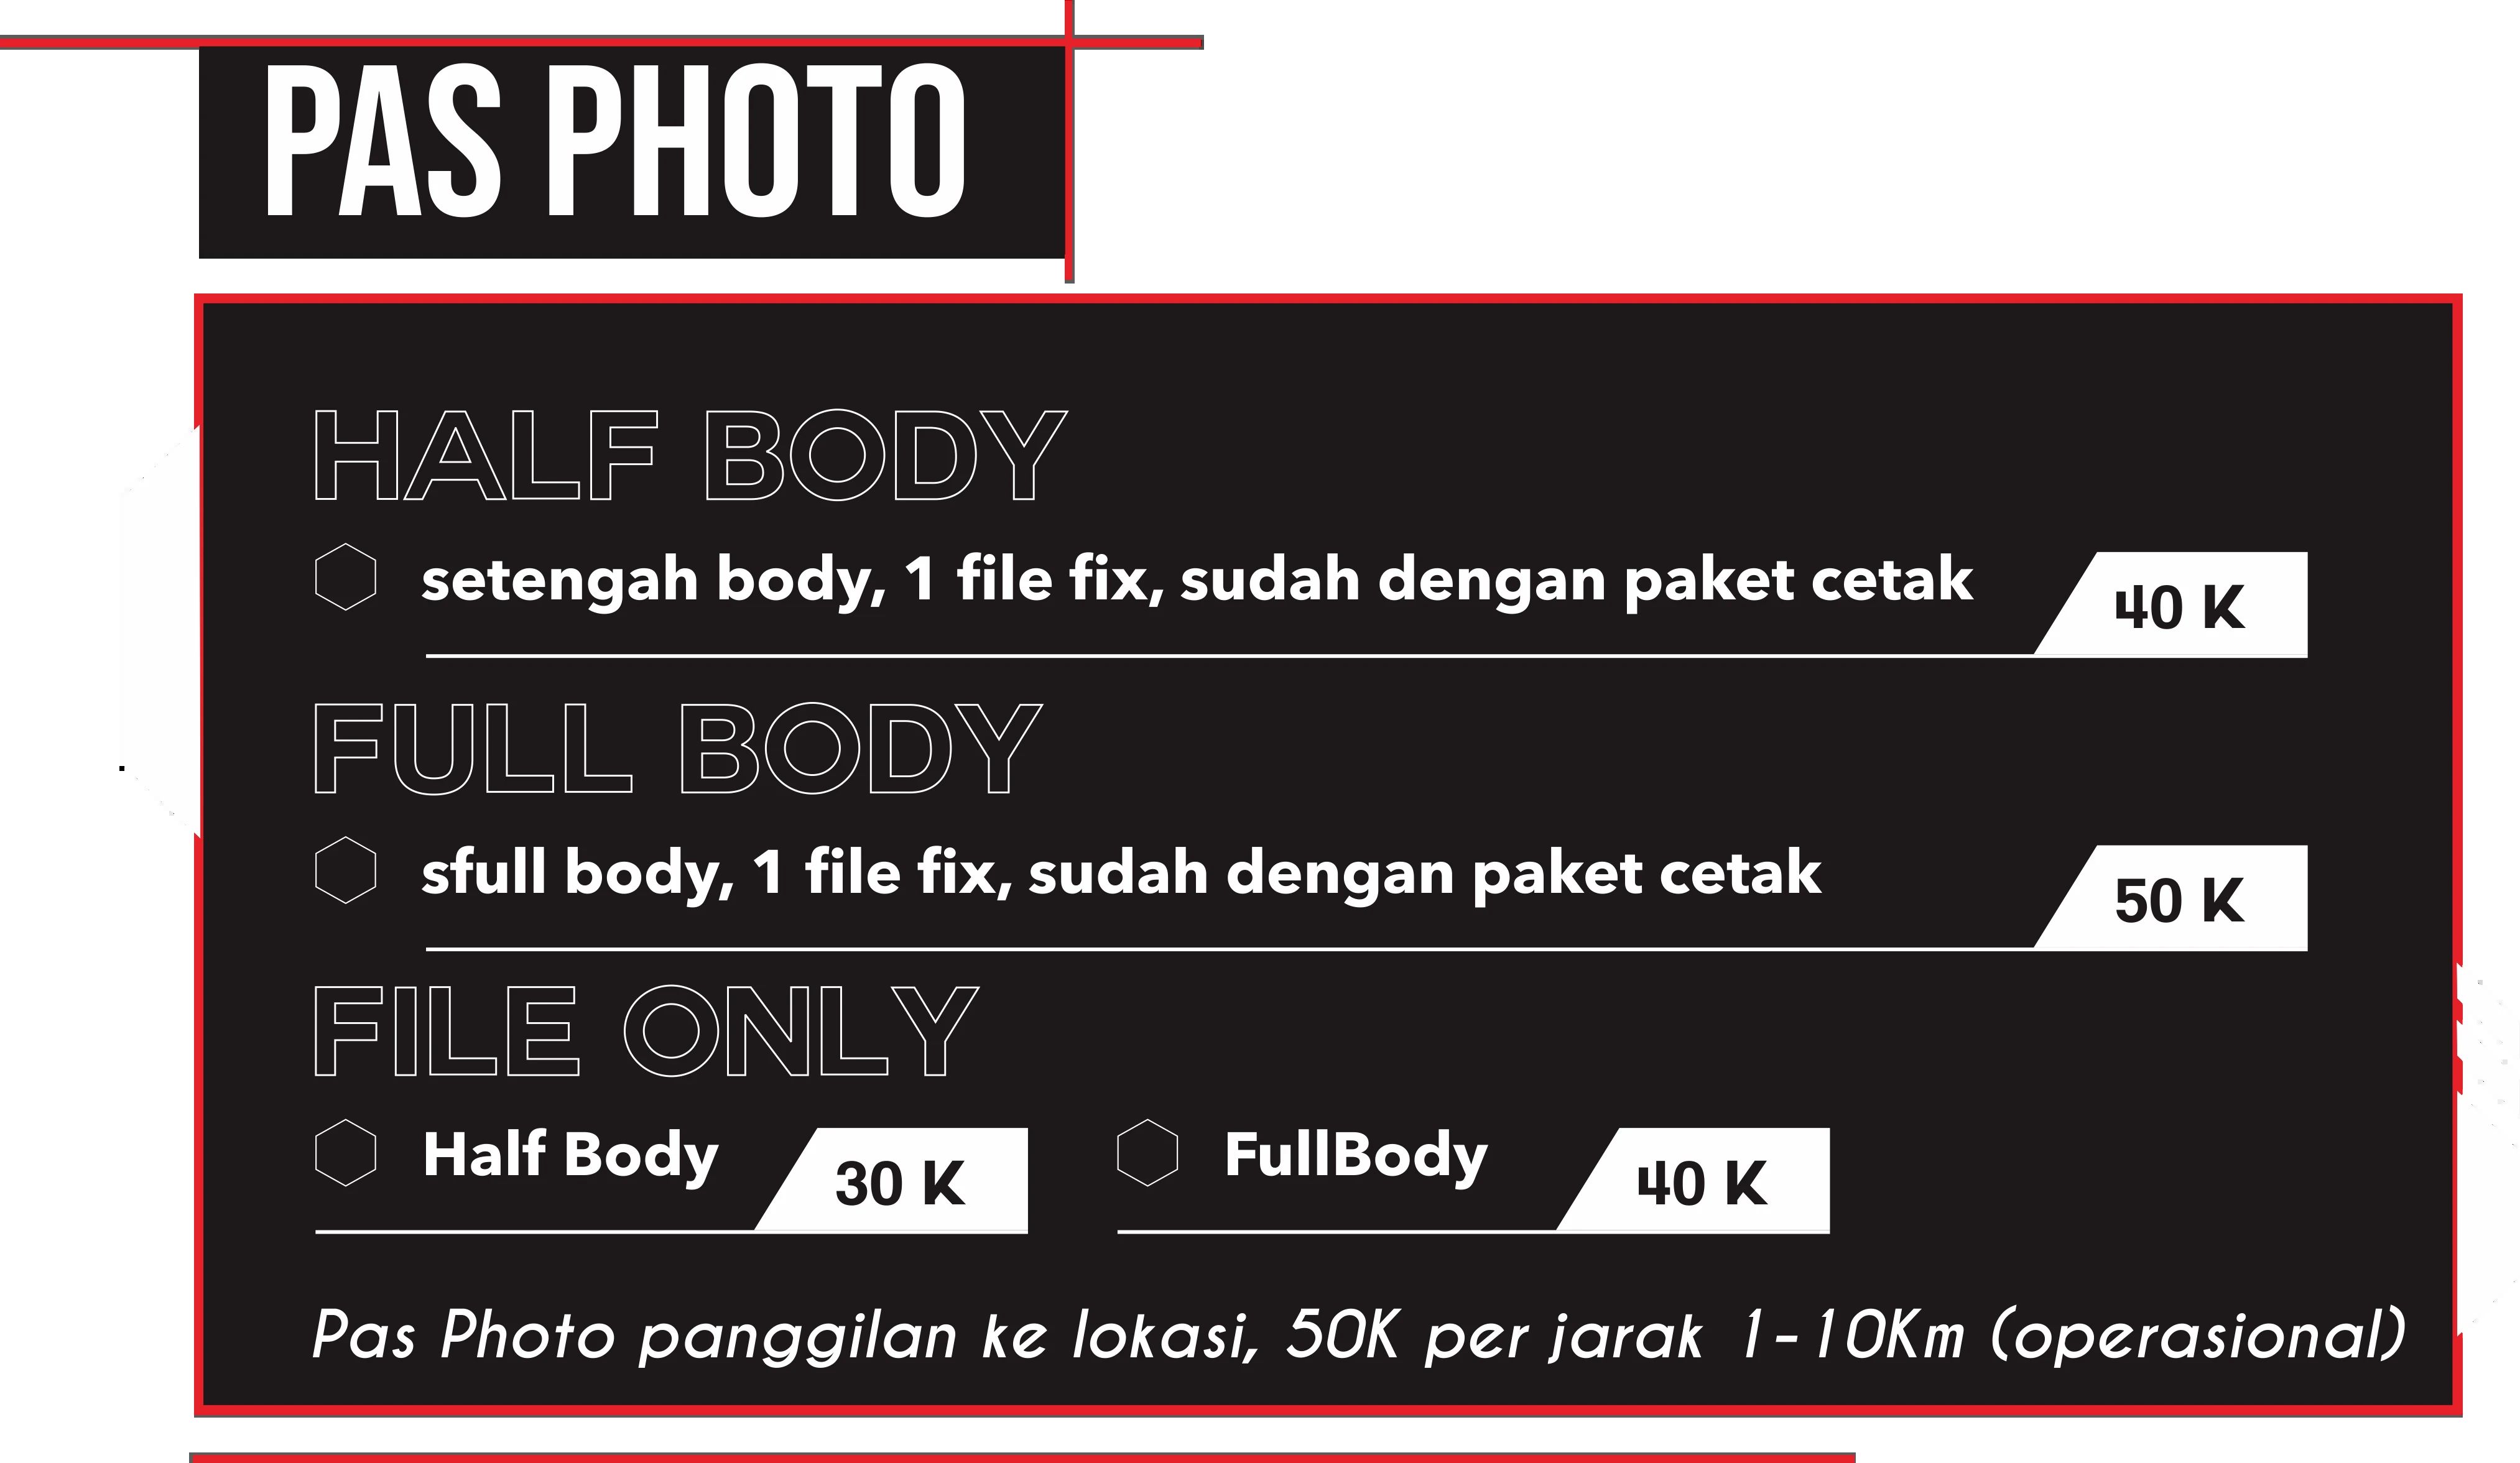 PAS PHOTO
HALF BODY
setengah body, 1 file fix, sudah dengan paket cetak
40 K
FULL BODY
sfull body, 1 file fix, sudah dengan paket cetak
50 K
FILE ONLY
Half Body
30 K
FullBody
40 K
Pas Photo panggilan ke lokasi, 50K per jarak 1-10Km (operasional)